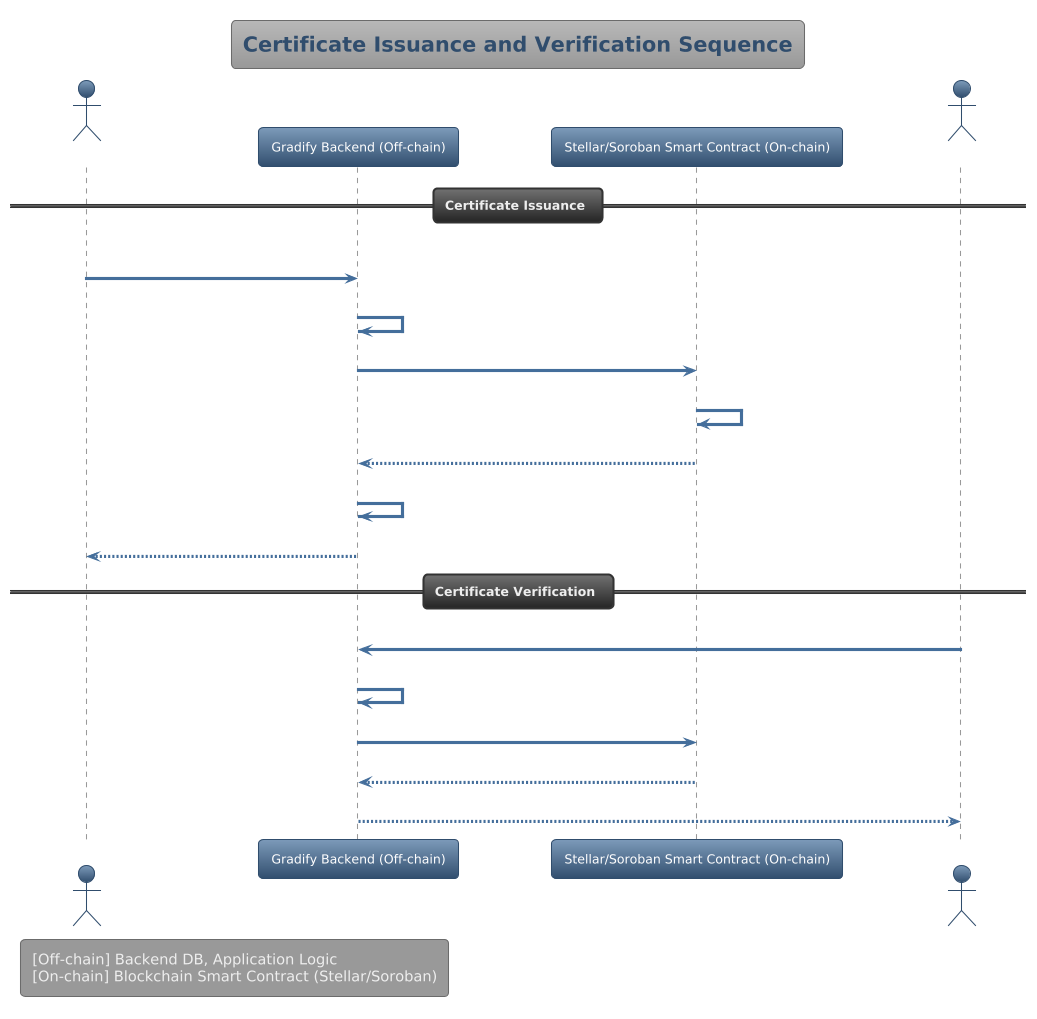 Certificate Issuance and Verification Sequence
Gradify Backend (Off-chain)
Stellar/Soroban Smart Contract (On-chain)
Certificate Issuance
Certificate Verification
Gradify Backend (Off-chain)
Stellar/Soroban Smart Contract (On-chain)
[Off-chain] Backend DB, Application Logic
[On-chain] Blockchain Smart Contract (Stellar/Soroban)